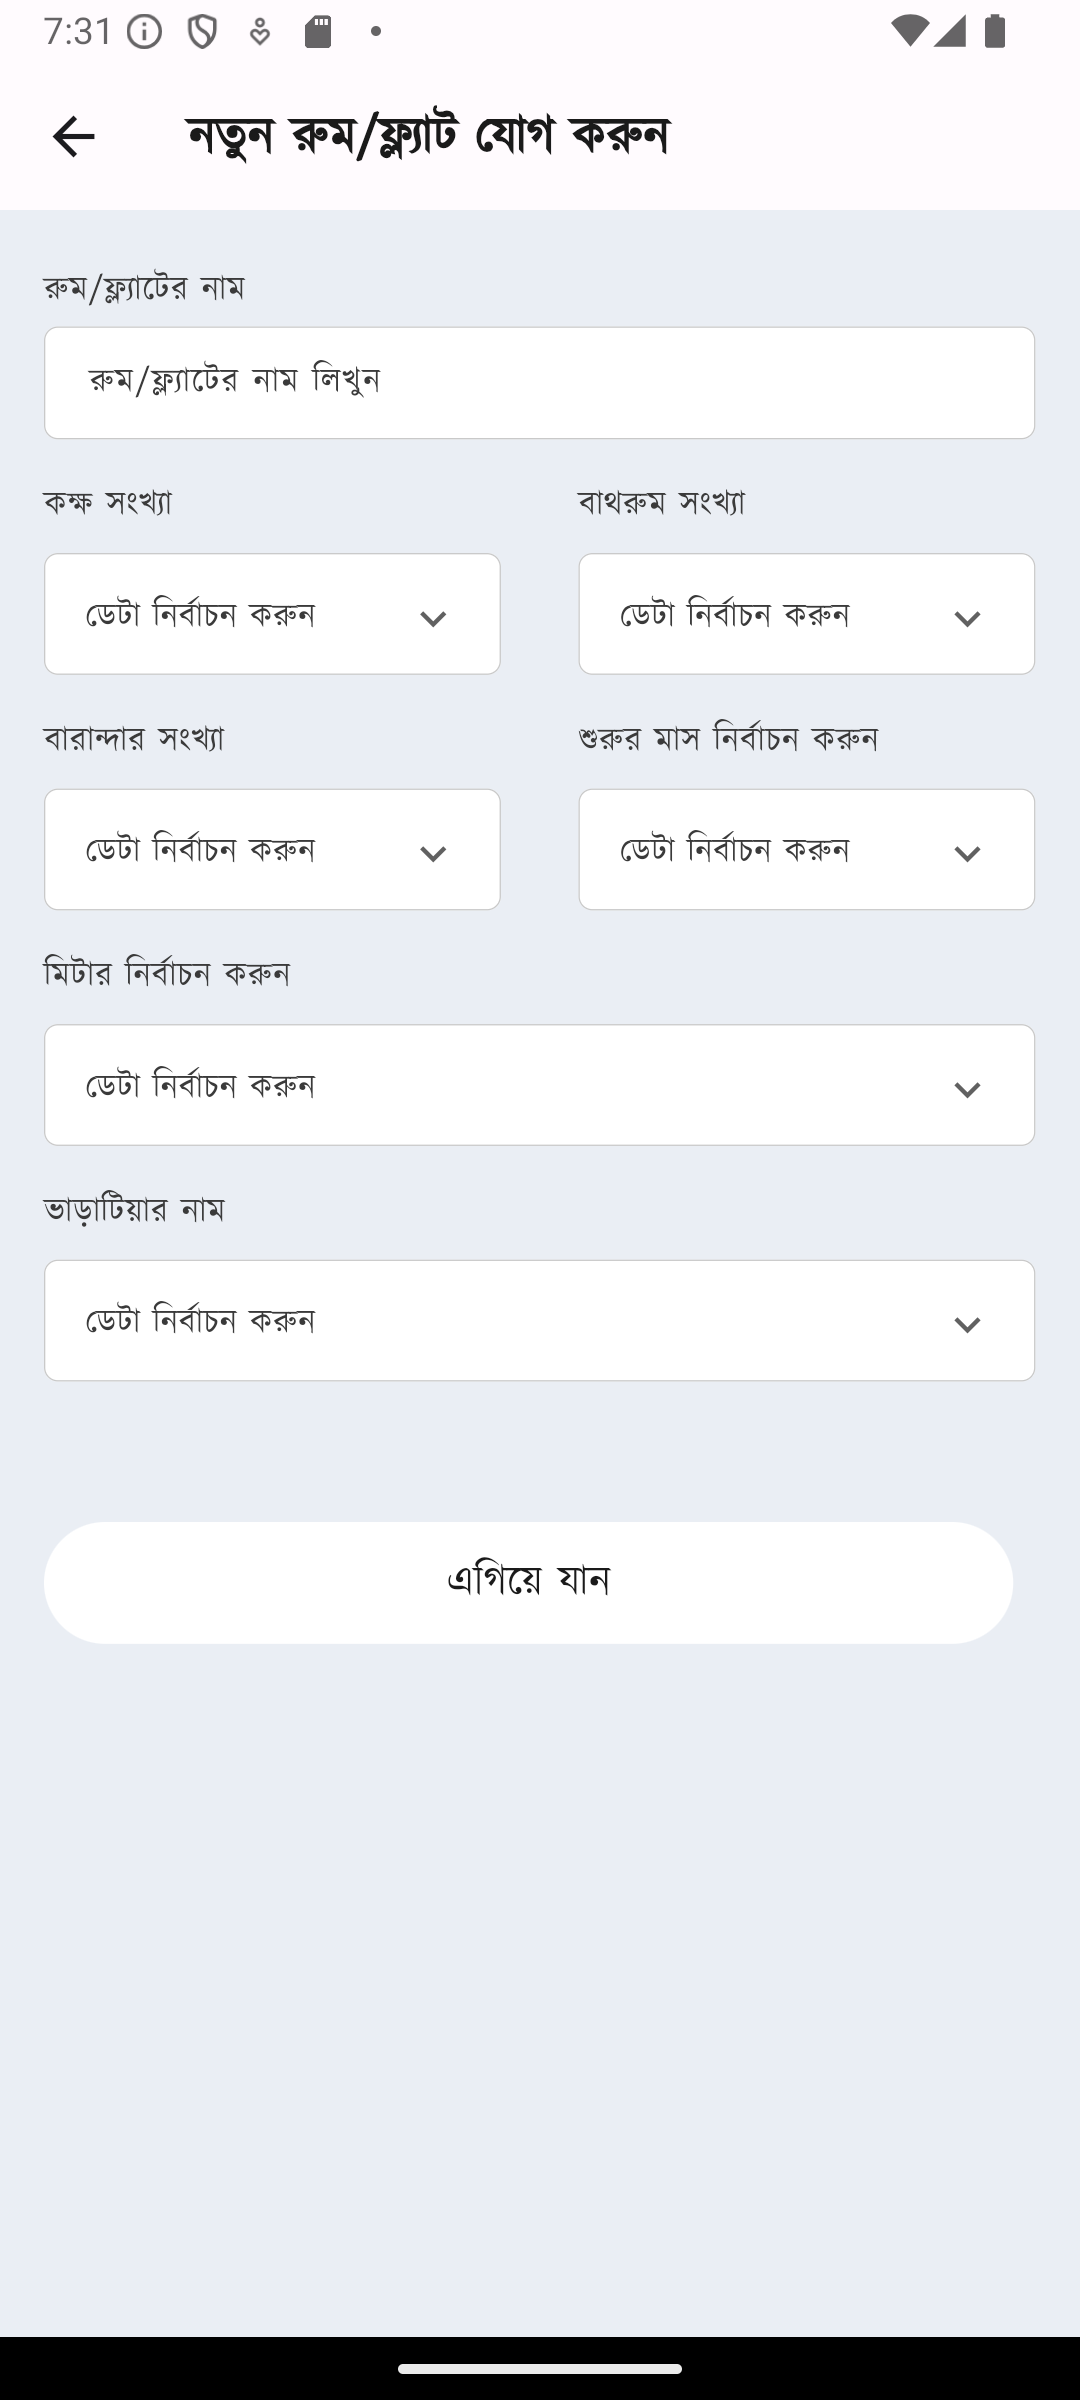 7:31
নতুন রুম/ফ্ল্যাট যোগ করুন
রুম/ফ্ল্যাটের নাম
রুম/ফ্ল্যাটের নাম লিখুন
কক্ষ সংখ্যা
বাথরুম সংখ্যা
ডেটা নির্বাচন করুন
ডেটা নির্বাচন করুন
বারান্দার সংখ্যা
শুরুর মাস নির্বাচন করুন
ডেটা নির্বাচন করুন
ডেটা নির্বাচন করুন
মিটার নির্বাচন করুন
ডেটা নির্বাচন করুন
ভাড়াটিয়ার নাম
ডেটা নির্বাচন করুন
এগিয়ে যান